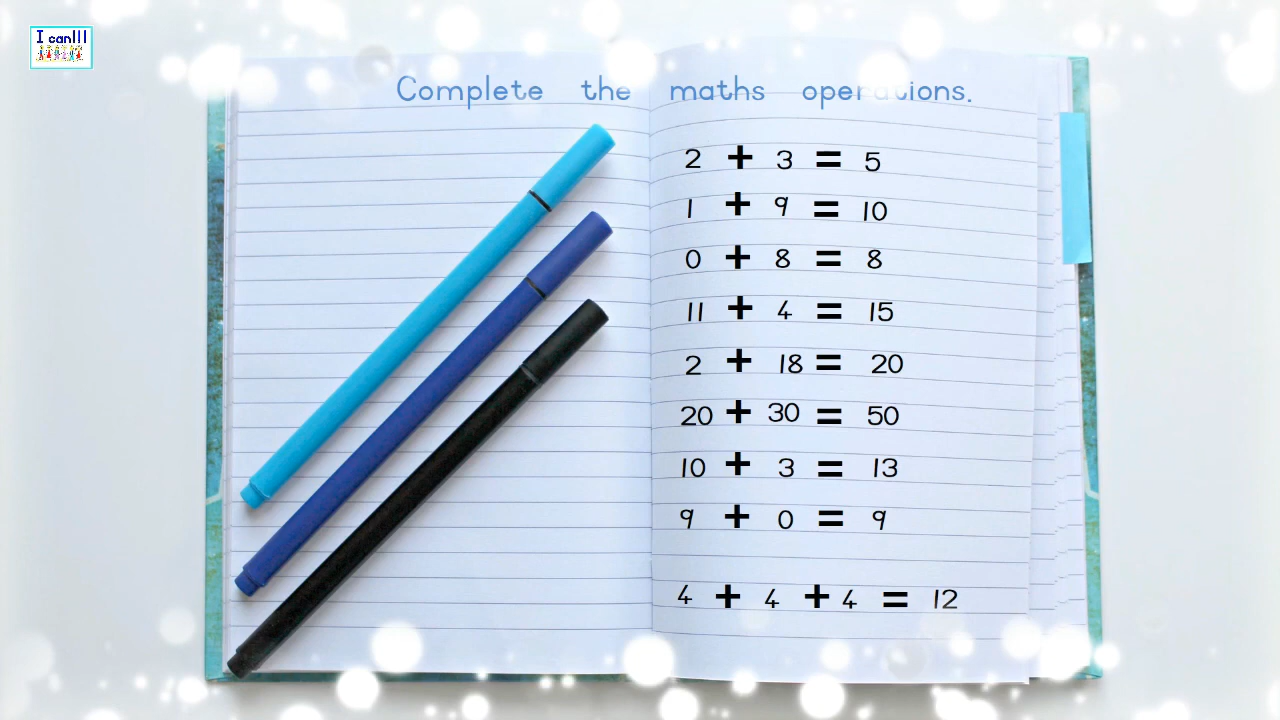 I can!!!
Complete the maths operations.
2 + 3 = 5
1 + 9 = 10
0 + 8 = 8
11 + 4 = 15
2 + 18 = 20
20 + 30 = 50
10 + 3 = 13
9 + 0 = 9
4 + 4 + 4 = 12